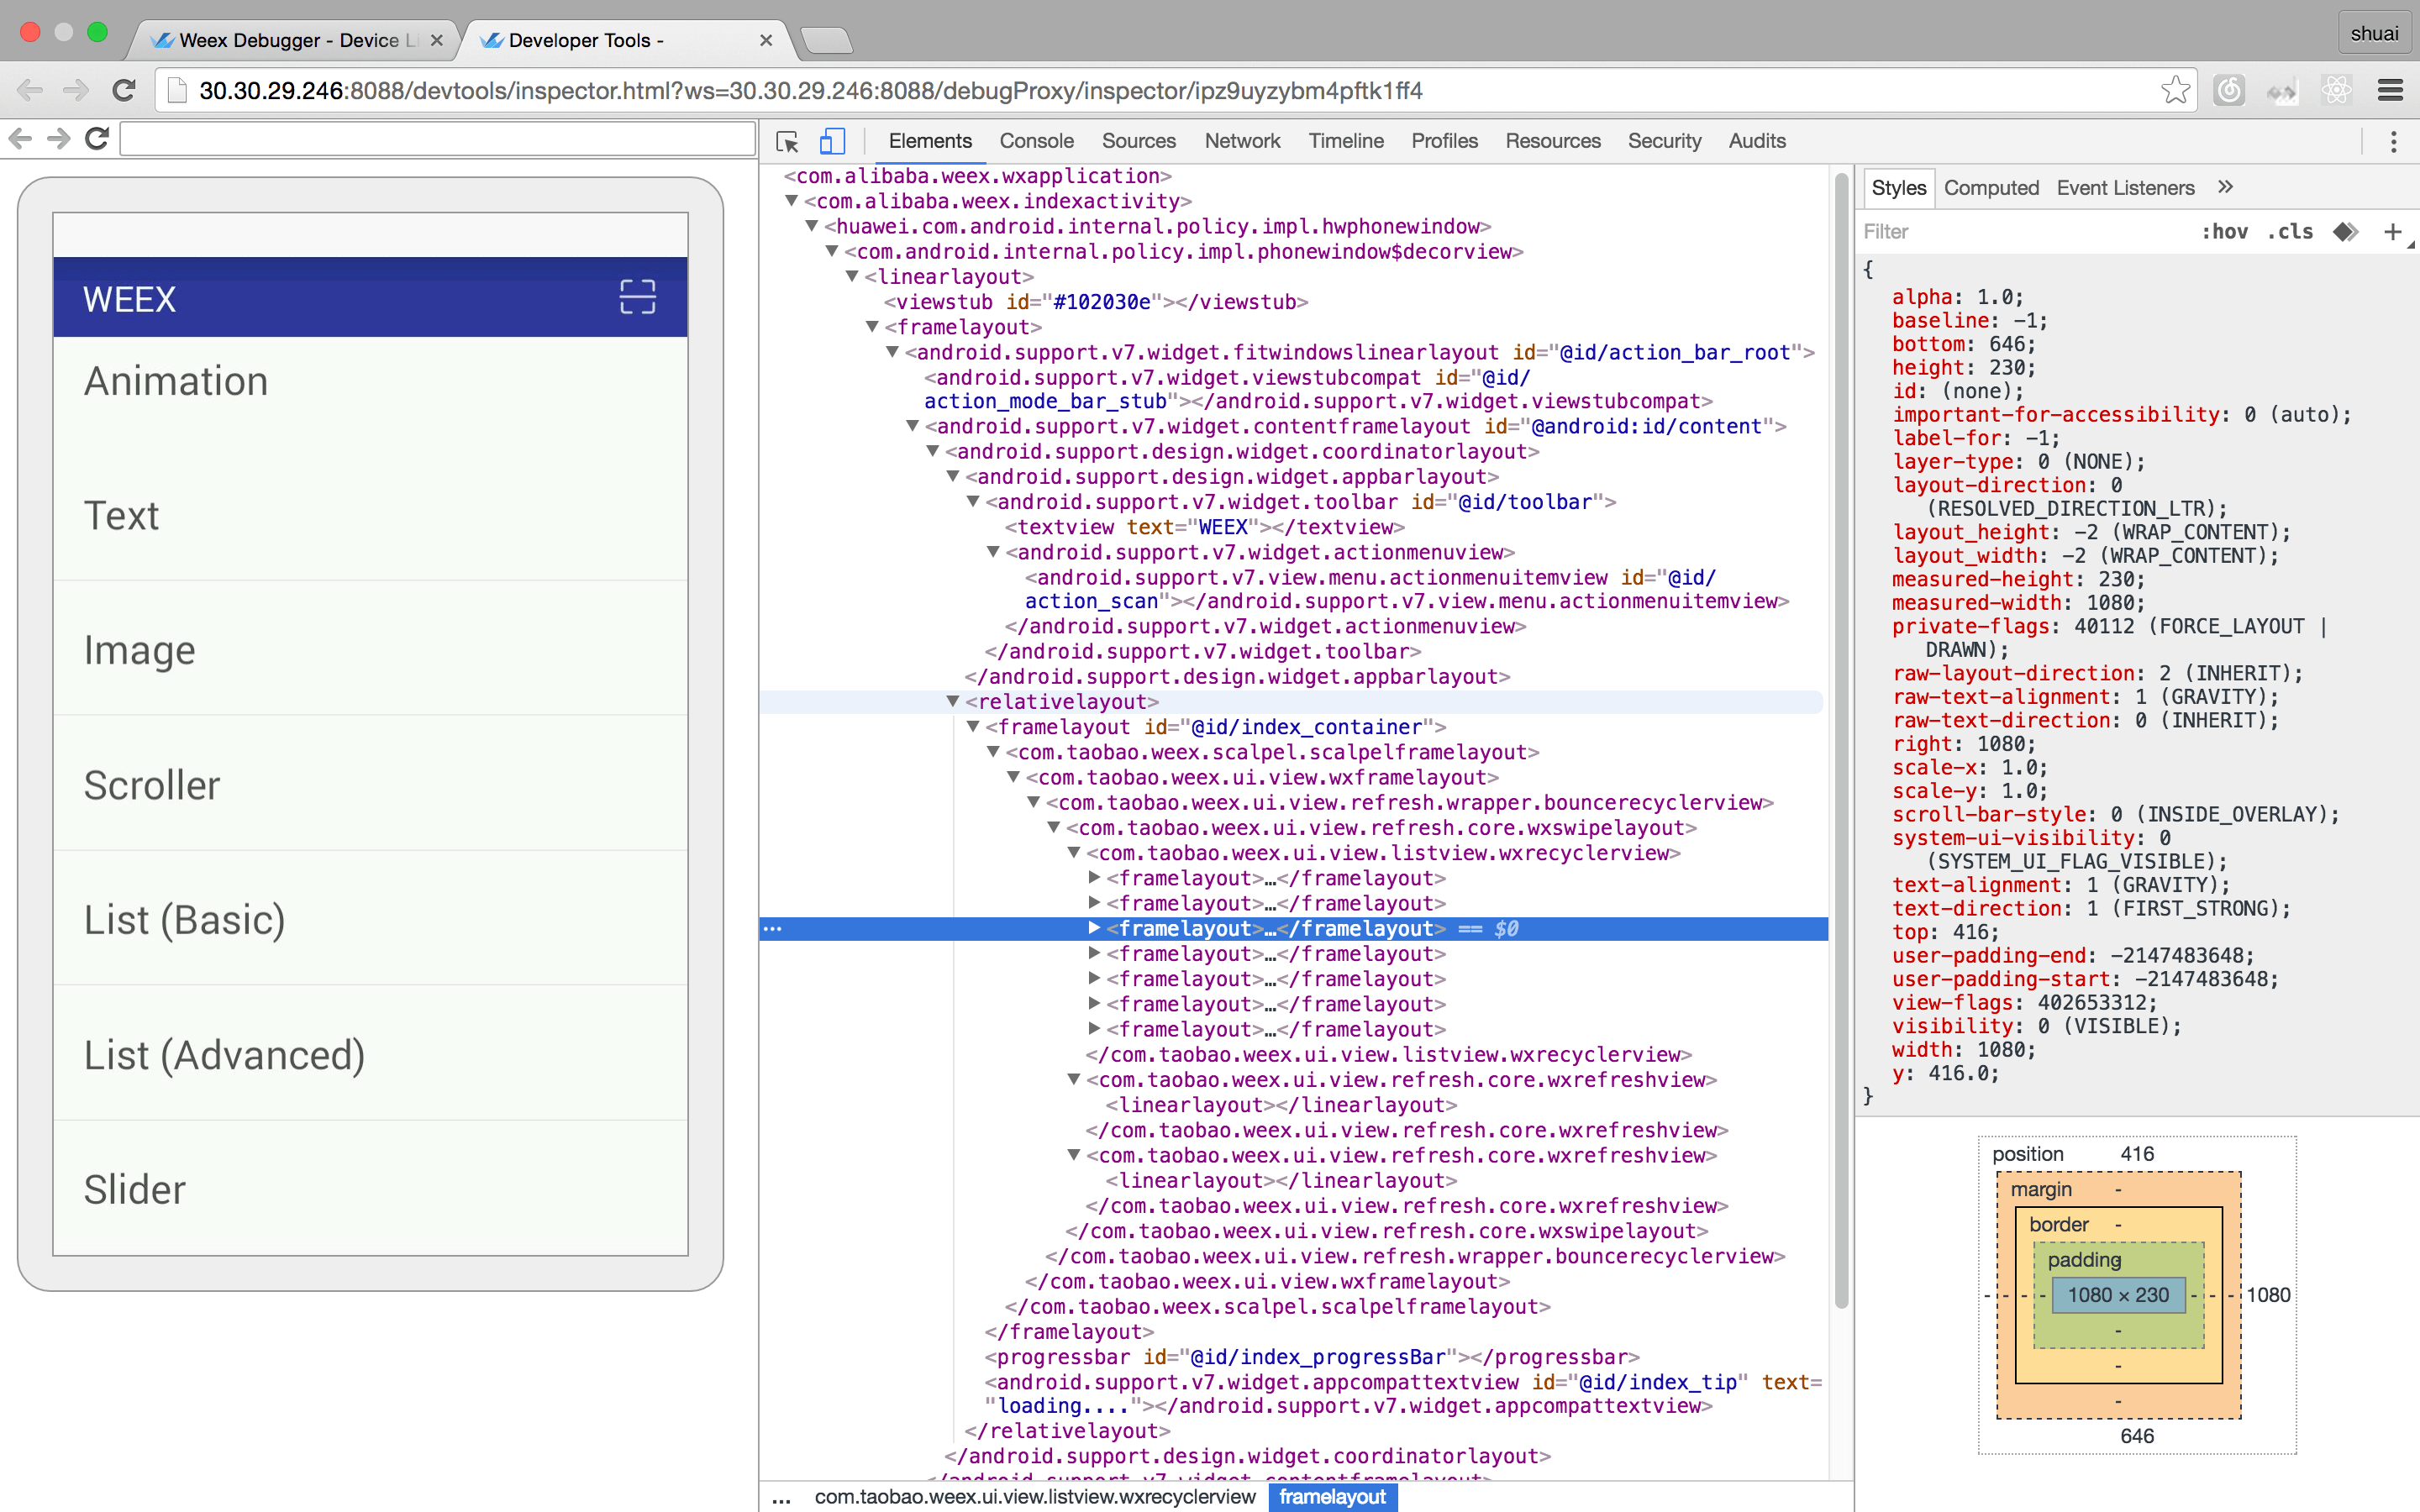 Weex Debugger - Device Li
Developer Tools -
shuai
30.30.29.246:8088/devtools/inspector.html?ws=30.30.29.246:8088/debugProxy/inspector/ipz9uyzybm4pftk1ff4
Elements Console Sources Network Timeline Profiles Resources Security Audits
WEEX
Animation
Text
Image
Scroller
List (Basic)
List (Advanced)
Slider
<com.alibaba.weex.wxapplication>
▼<com.alibaba.weex.indexactivity>
▼<huawei.com.android.internal.policy.impl.hwphonewindow>
▼<com.android.internal.policy.impl.phonewindow$decorview>
▼<linearlayout>
<viewstub id="#102030e"></viewstub>
▼<framelayout>
▼<android.support.v7.widget.fitwindowslinearlayout id="@id/action_bar_root">
<android.support.v7.widget.viewstubcompat id="@id/
action_mode_bar_stub"></android.support.v7.widget.viewstubcompat>
▼<android.support.v7.widget.contentframelayout id="@android:id/content">
▼<android.support.design.widget.coordinatorlayout>
▼<android.support.design.widget.appbarlayout>
▼<android.support.v7.widget.toolbar id="@id/toolbar">
<textview text="WEEX"></textview>
▼<android.support.v7.widget.actionmenuview>
<android.support.v7.view.menu.actionmenuitemview id="@id/
action_scan"></android.support.v7.view.menu.actionmenuitemview>
</android.support.v7.widget.actionmenuview>
</android.support.v7.widget.toolbar>
</android.support.design.widget.appbarlayout>
▼<relativelayout>
▼<framelayout id="@id/index_container">
▼<com.taobao.weex.scalpel.scalpelframelayout>
▼<com.taobao.weex.ui.view.wxframelayout>
▼<com.taobao.weex.ui.view.refresh.wrapper.bouncerecyclerview>
▼<com.taobao.weex.ui.view.refresh.core.wxswipelayout>
▼<com.taobao.weex.ui.view.listview.wxrecyclerview>
▶<framelayout>…</framelayout>
▶<framelayout>…</framelayout>
… ▶<framelayout>…</framelayout> == $0
▶<framelayout>…</framelayout>
▶<framelayout>…</framelayout>
▶<framelayout>…</framelayout>
▶<framelayout>…</framelayout>
</com.taobao.weex.ui.view.listview.wxrecyclerview>
▼<com.taobao.weex.ui.view.refresh.core.wxrefreshview>
<linearlayout></linearlayout>
</com.taobao.weex.ui.view.refresh.core.wxrefreshview>
▼<com.taobao.weex.ui.view.refresh.core.wxrefreshview>
<linearlayout></linearlayout>
</com.taobao.weex.ui.view.refresh.core.wxrefreshview>
</com.taobao.weex.ui.view.refresh.core.wxswipelayout>
</com.taobao.weex.ui.view.refresh.wrapper.bouncerecyclerview>
</com.taobao.weex.ui.view.wxframelayout>
</com.taobao.weex.scalpel.scalpelframelayout>
</framelayout>
<progressbar id="@id/index_progressBar"></progressbar>
<android.support.v7.widget.appcompattextview id="@id/index_tip" text=
"loading...."></android.support.v7.widget.appcompattextview>
</relativelayout>
</android.support.design.widget.coordinatorlayout>
</android.support.v7.widget.contentframelayout>
... com.taobao.weex.ui.view.listview.wxrecyclerview framelayout
Styles Computed Event Listeners »
Filter :hov .cls +
{
alpha: 1.0;
baseline: -1;
bottom: 646;
height: 230;
id: (none);
important-for-accessibility: 0 (auto);
label-for: -1;
layer-type: 0 (NONE);
layout-direction: 0
(RESOLVED_DIRECTION_LTR);
layout_height: -2 (WRAP_CONTENT);
layout_width: -2 (WRAP_CONTENT);
measured-height: 230;
measured-width: 1080;
private-flags: 40112 (FORCE_LAYOUT |
DRAWN);
raw-layout-direction: 2 (INHERIT);
raw-text-alignment: 1 (GRAVITY);
raw-text-direction: 0 (INHERIT);
right: 1080;
scale-x: 1.0;
scale-y: 1.0;
scroll-bar-style: 0 (INSIDE_OVERLAY);
system-ui-visibility: 0
(SYSTEM_UI_FLAG_VISIBLE);
text-alignment: 1 (GRAVITY);
text-direction: 1 (FIRST_STRONG);
top: 416;
user-padding-end: -2147483648;
user-padding-start: -2147483648;
view-flags: 402653312;
visibility: 0 (VISIBLE);
width: 1080;
y: 416.0;
}
position 416
margin -
border -
padding
- - - - 1080 × 230 - - - 1080
-
-
-
646